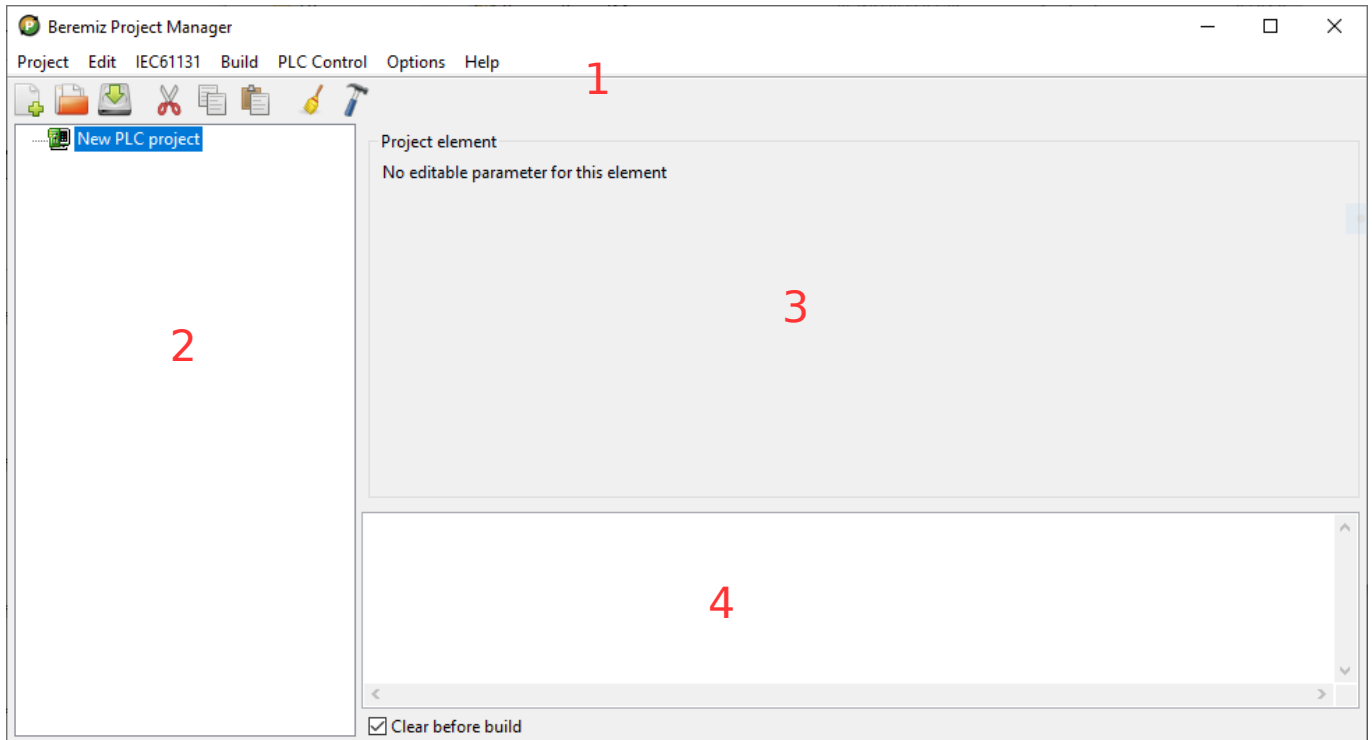 Beremiz Project Manager
Project Edit IEC61131 Build PLC Control Options Help
1
New PLC project
Project element
No editable parameter for this element
2
3
4
Clear before build